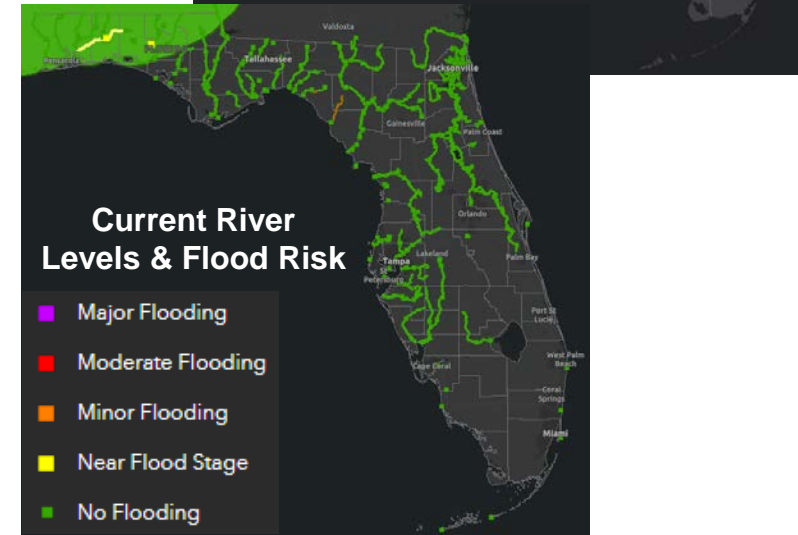 Valdosta
Pensacola
Tallahassee
Jacksonville
Gainesville
Palm Coast
Orlando
Current River
Levels & Flood Risk
Lakeland
Tampa
St.
Petersburg
Palm Bay
Major Flooding
Port St.
Lucie
Moderate Flooding
Cape Coral
West Palm
Beach
Coral
Springs
Minor Flooding
Miami
Near Flood Stage
No Flooding